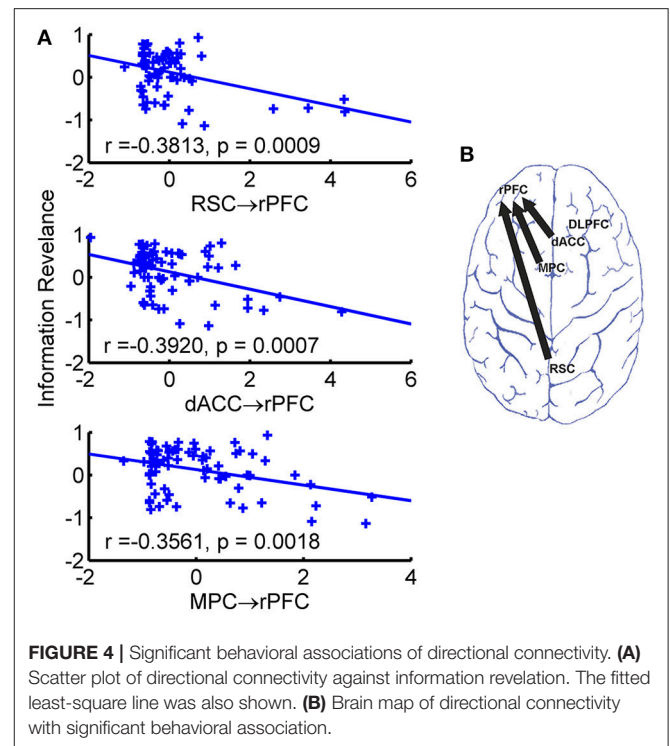 A
1
0
-1
-2
r =-0.3813, p = 0.0009
-2 0 2 4 6
RSC→rPFC
Information Revelance
1
0
-1
-2
r =-0.3920, p = 0.0007
-2 0 2 4 6
dACC→rPFC
1
0
-1
-2
r =-0.3561, p = 0.0018
-2 0 2 4
MPC→rPFC
B
rPFC
DLPFC
dACC
MPC
RSC
FIGURE 4 | Significant behavioral associations of directional connectivity. (A)
Scatter plot of directional connectivity against information revelation. The fitted
least-square line was also shown. (B) Brain map of directional connectivity
with significant behavioral association.